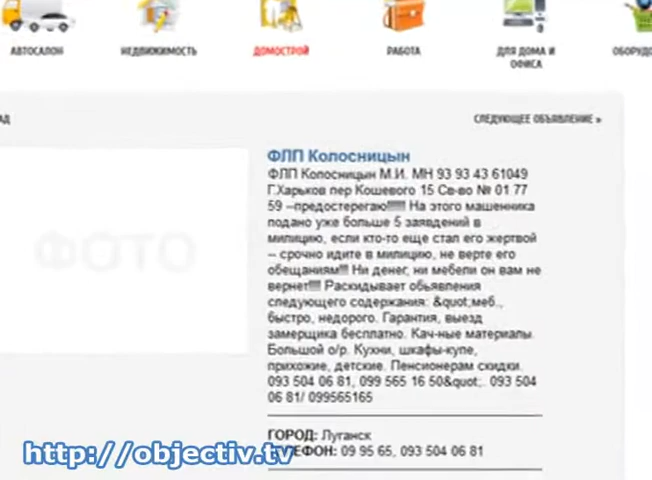 АВТОСАЛОН НЕДВИЖИМОСТЬ ДОМОСТРОЙ РАБОТА ДЛЯ ДОМА И ОФИСА ОБОРУДО
АД СЛЕДУЮЩЕЕ ОБЪЯВЛЕНИЕ »
ФОТО
ФЛП Колосницын
ФЛП Колосницын М.И. МН 93 93 43 61049
Г.Харьков пер Кошевого 15 Св-во № 01 77
59 –предостерегаю!!!!!! На этого машенника
подано уже больше 5 заявдений в
милицию, если кто-то еще стал его жертвой
– срочно идите в милицию, не верте его
обещаниям!!! Ни денег, ни мебели он вам не
вернет!!!! Раскидывает обьявления
следующего содержания: &quot;меб.,
быстро, недорого. Гарантия, выезд
замерщика бесплатно. Кач-ные материалы.
Большой о/р. Кухни, шкафы-купе,
прихожие, детские. Пенсионерам скидки.
093 504 06 81, 099 565 16 50&quot;. 093 504
06 81/ 099565165
ГОРОД: Луганск
ТЕЛЕФОН: 09 95 65, 093 504 06 81
http://objectiv.tv